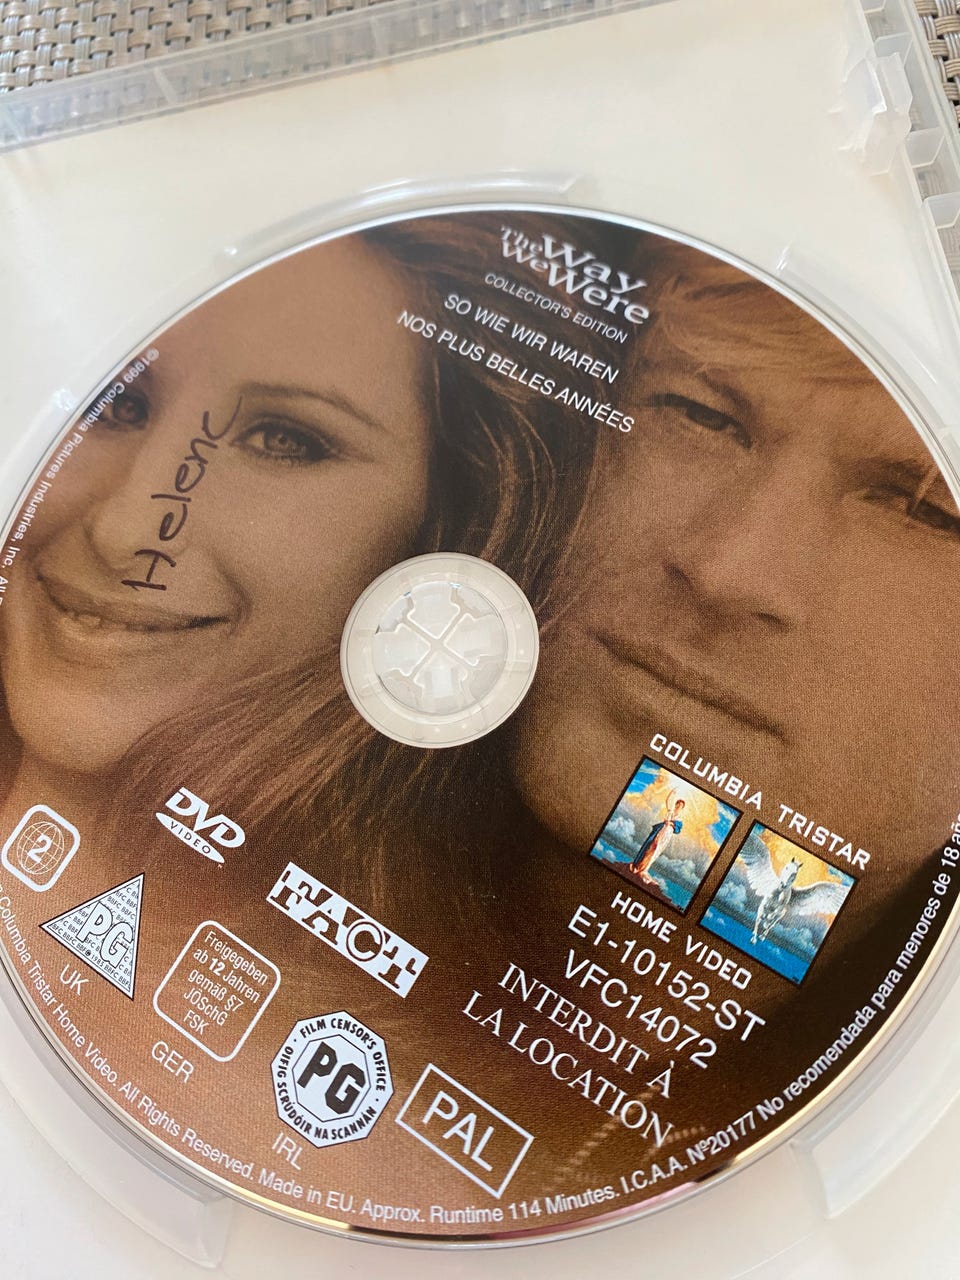 The Way
We Were
COLLECTOR'S EDITION
SO WIE WIR WAREN
NOS PLUS BELLES ANNÉES
Helene
©1999 Columbia Pictures Industries, Inc. All
COLUMBIA TRISTAR
HOME VIDEO
E1-10152-ST
VFC14072
INTERDIT À
LA LOCATION
2
DVD
VIDEO
FACT
PG
UK
Freigegeben
ab 12 Jahren
gemäß §7
JÖSchG
FSK
GER
FILM CENSOR'S OFFICE
PG
OIFIG SCRÚDÓIR NA SCANNÁN
IRL
PAL
Columbia Tristar Home Video. All Rights Reserved. Made in EU. Approx. Runtime 114 Minutes. I.C.A.A. Nº20177 No recomendada para menores de 18